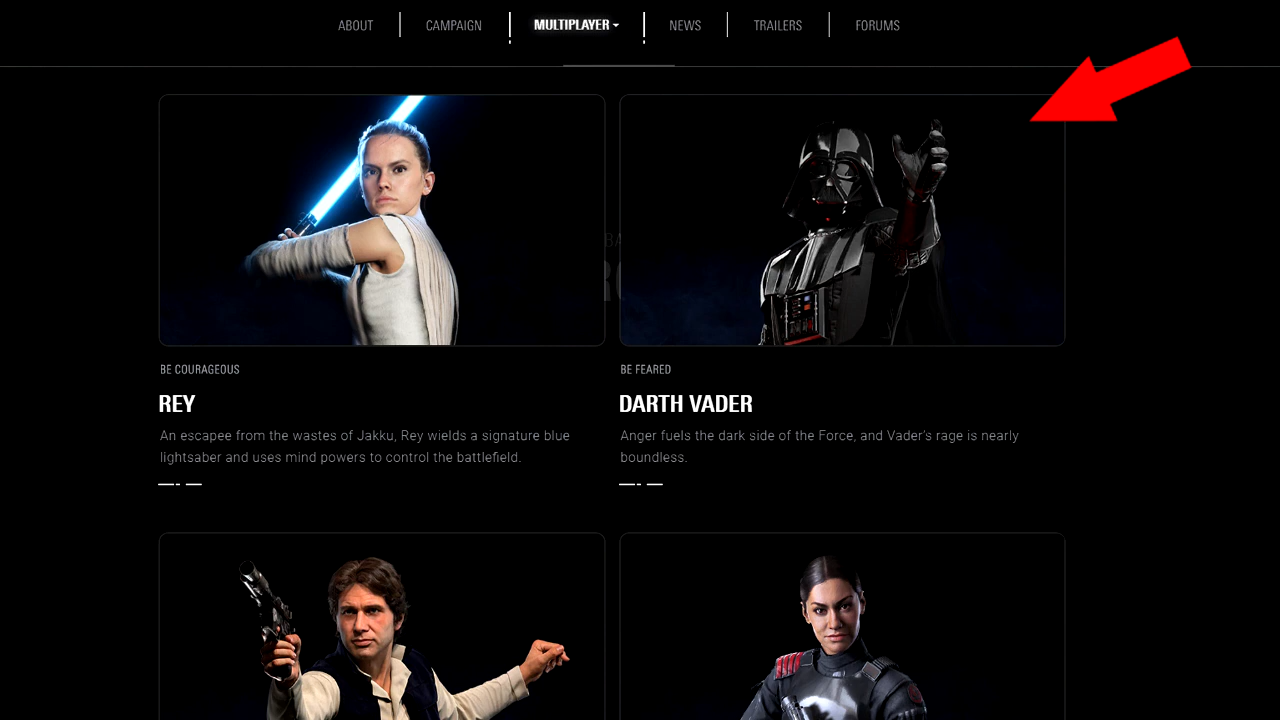 ABOUT
CAMPAIGN
MULTIPLAYER
NEWS
TRAILERS
FORUMS
BE COURAGEOUS
REY
An escapee from the wastes of Jakku, Rey wields a signature blue
lightsaber and uses mind powers to control the battlefield.
BE FEARED
DARTH VADER
Anger fuels the dark side of the Force, and Vader's rage is nearly
boundless.